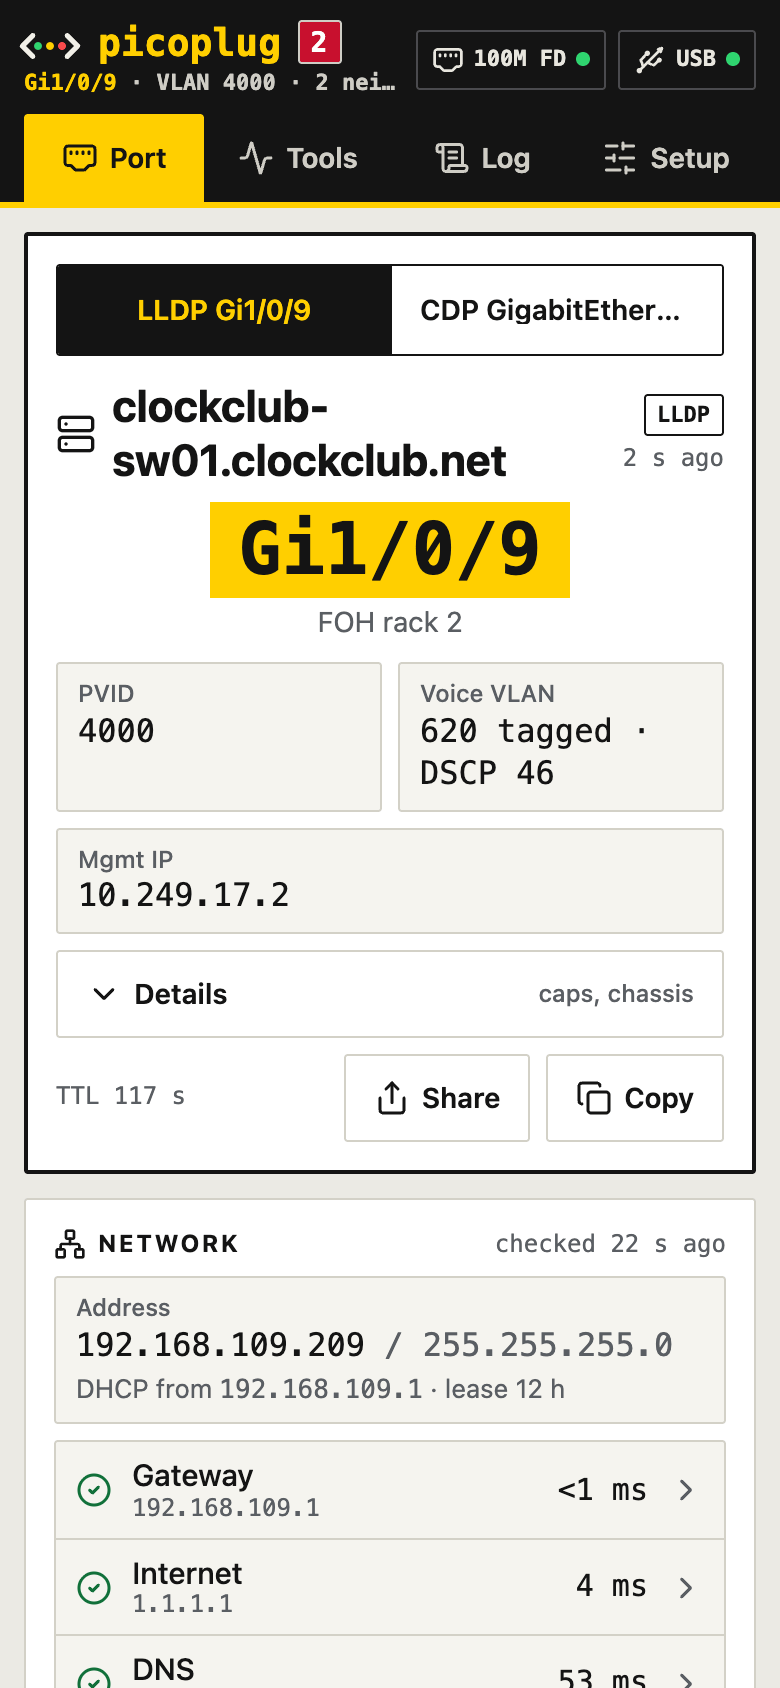 picoplug 2
Gi1/0/9 · VLAN 4000 · 2 nei…
100M FD
USB
Port
Tools
Log
Setup
LLDP Gi1/0/9
CDP GigabitEther…
clockclub-
sw01.clockclub.net
LLDP
2 s ago
Gi1/0/9
FOH rack 2
PVID
4000
Voice VLAN
620 tagged ·
DSCP 46
Mgmt IP
10.249.17.2
Details
caps, chassis
TTL 117 s
Share
Copy
NETWORK
checked 22 s ago
Address
192.168.109.209 / 255.255.255.0
DHCP from 192.168.109.1 · lease 12 h
Gateway
192.168.109.1
<1 ms
Internet
1.1.1.1
4 ms
DNS
53 ms